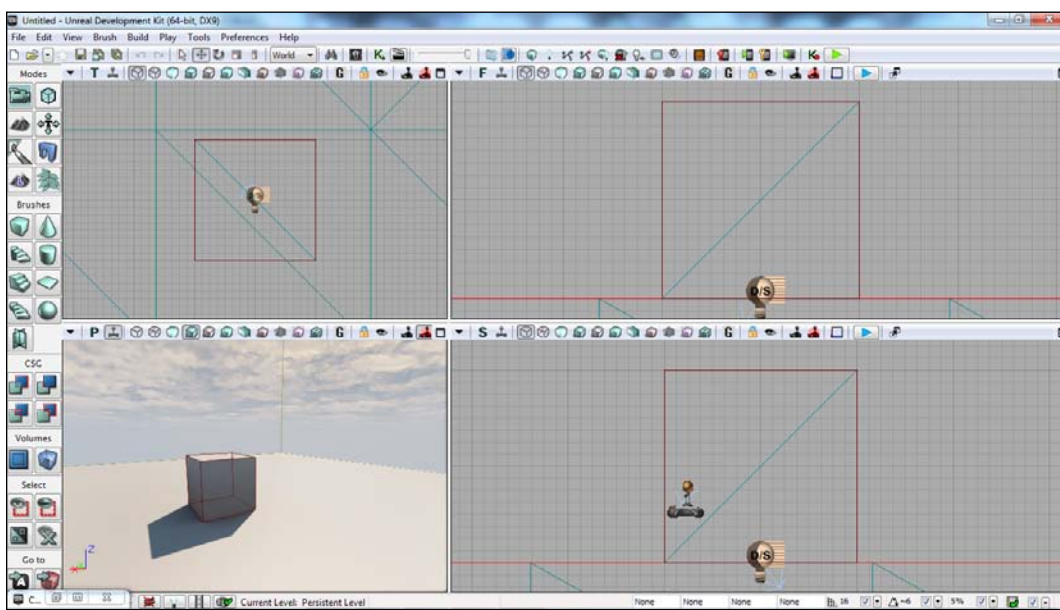 Untitled - Unreal Development Kit (64-bit, DX9)
File Edit View Brush Build Play Tools Preferences Help
World
Modes
T G
F G
Brushes
P G
S G
CSG
Volumes
Select
Go to
D/S
D/S
Z
X
C...
Current Level: Persistent Level
None None None None
16
5%